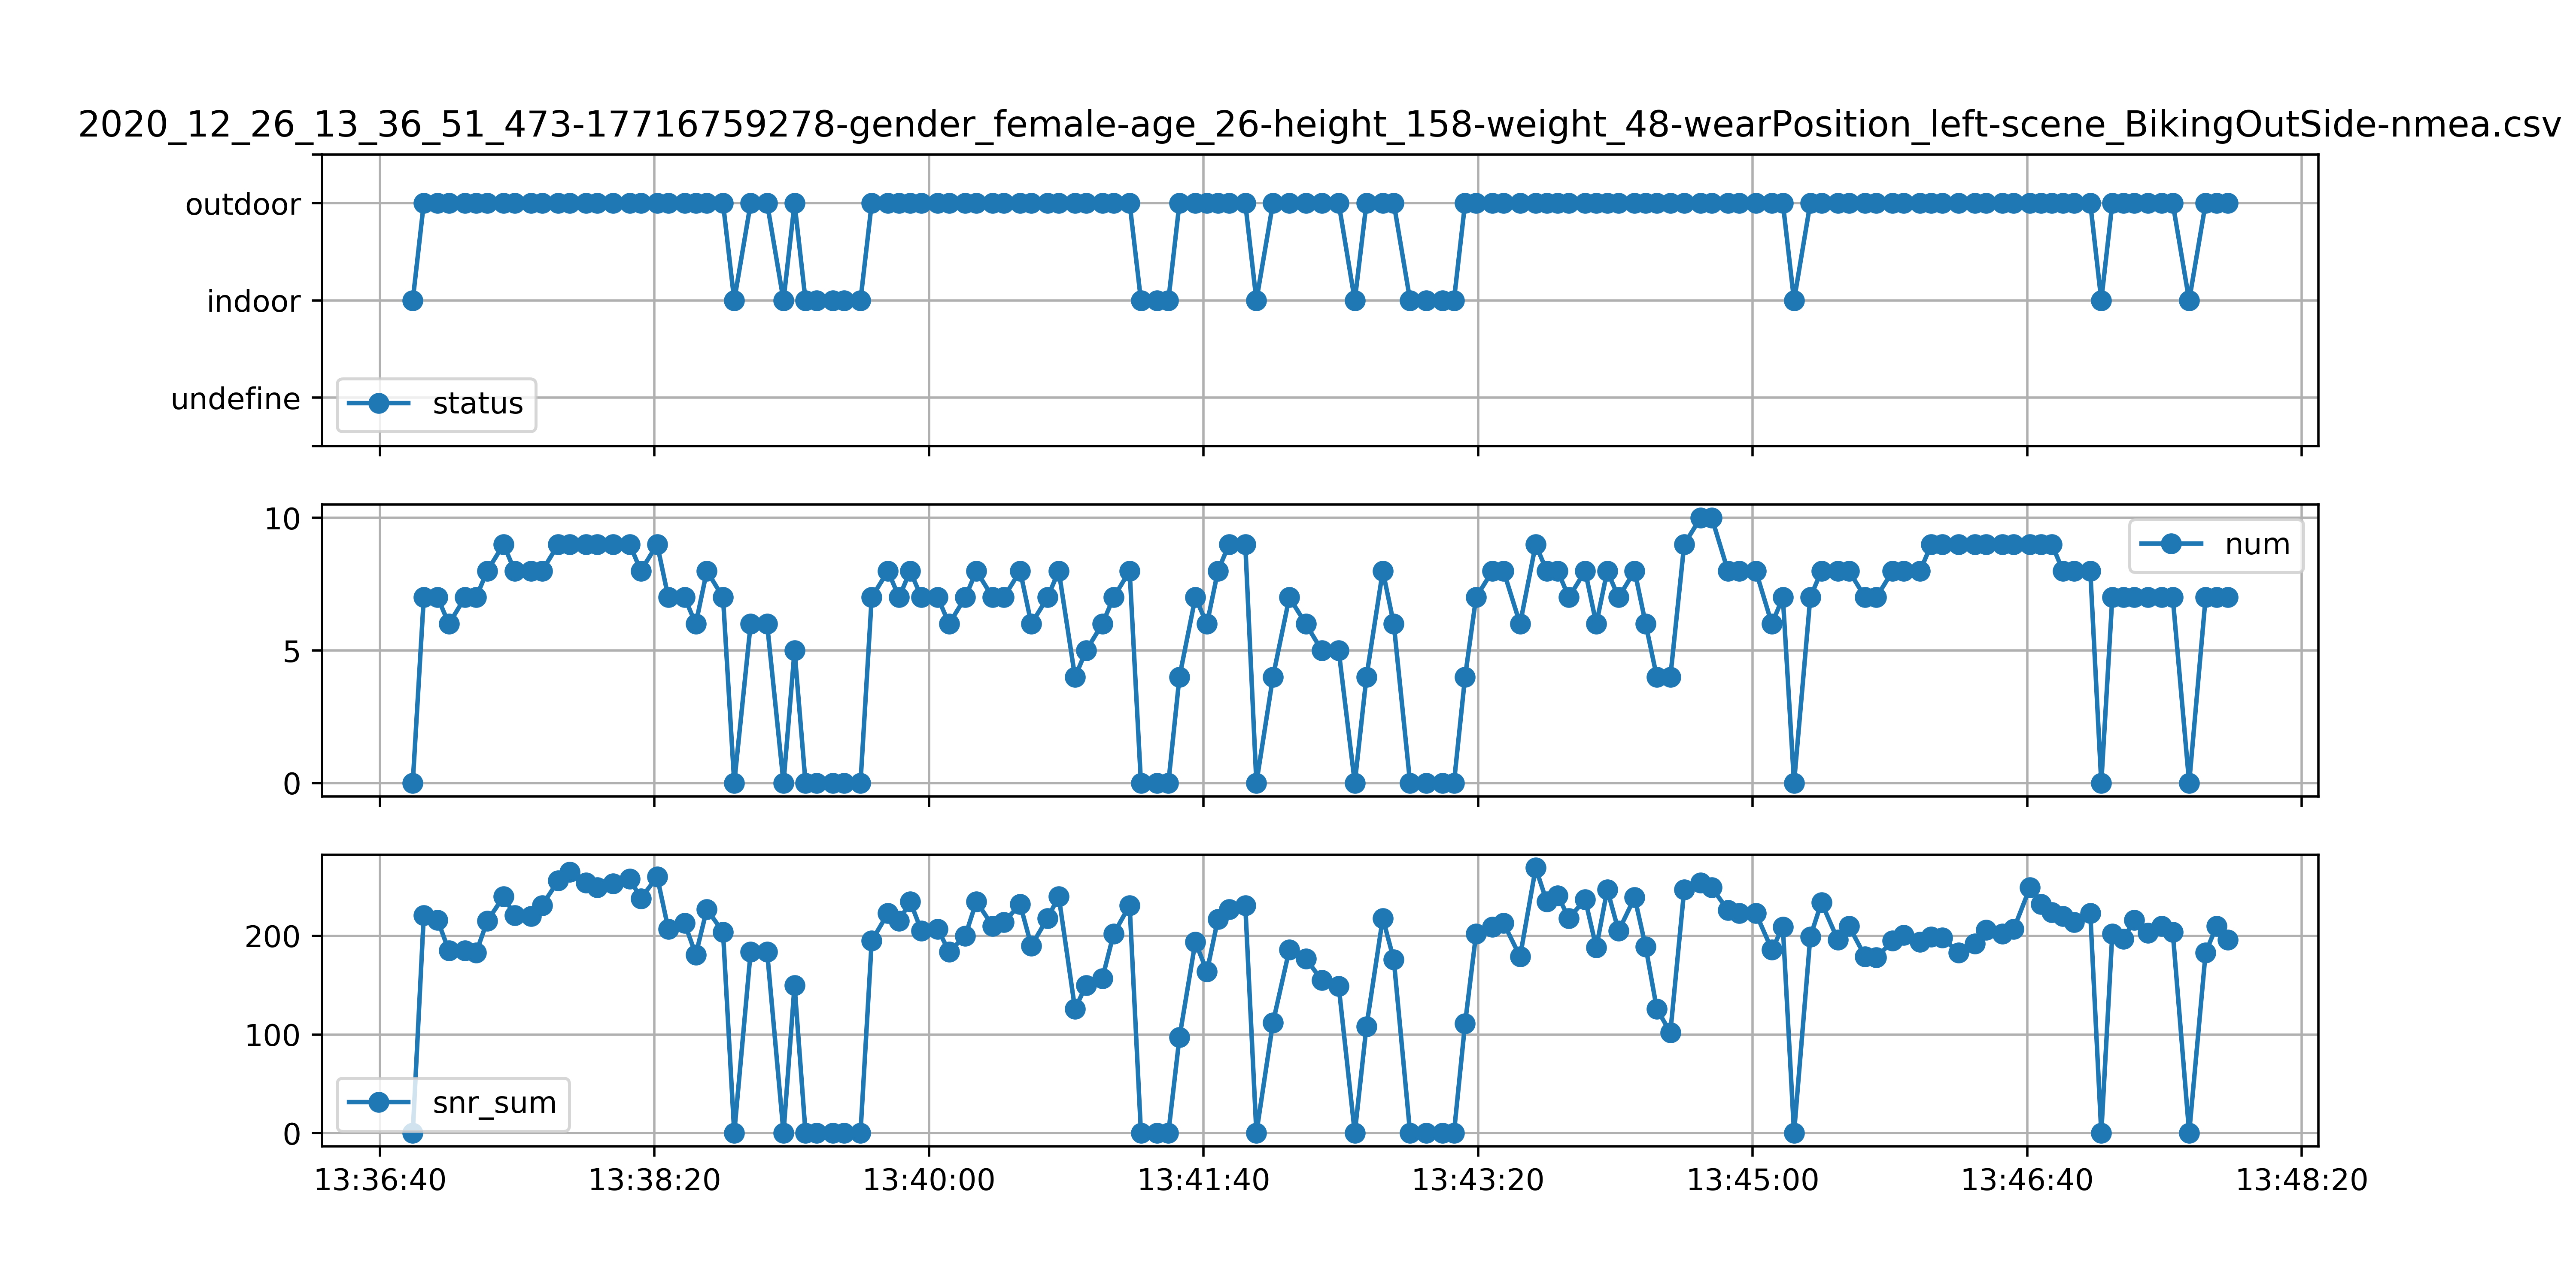 2020_12_26_13_36_51_473-17716759278-gender_female-age_26-height_158-weight_48-wearPosition_left-scene_BikingOutSide-nmea.csv
outdoor
indoor
undefine
status
10
5
0
num
200
100
0
snr_sum
13:36:40 13:38:20 13:40:00 13:41:40 13:43:20 13:45:00 13:46:40 13:48:20